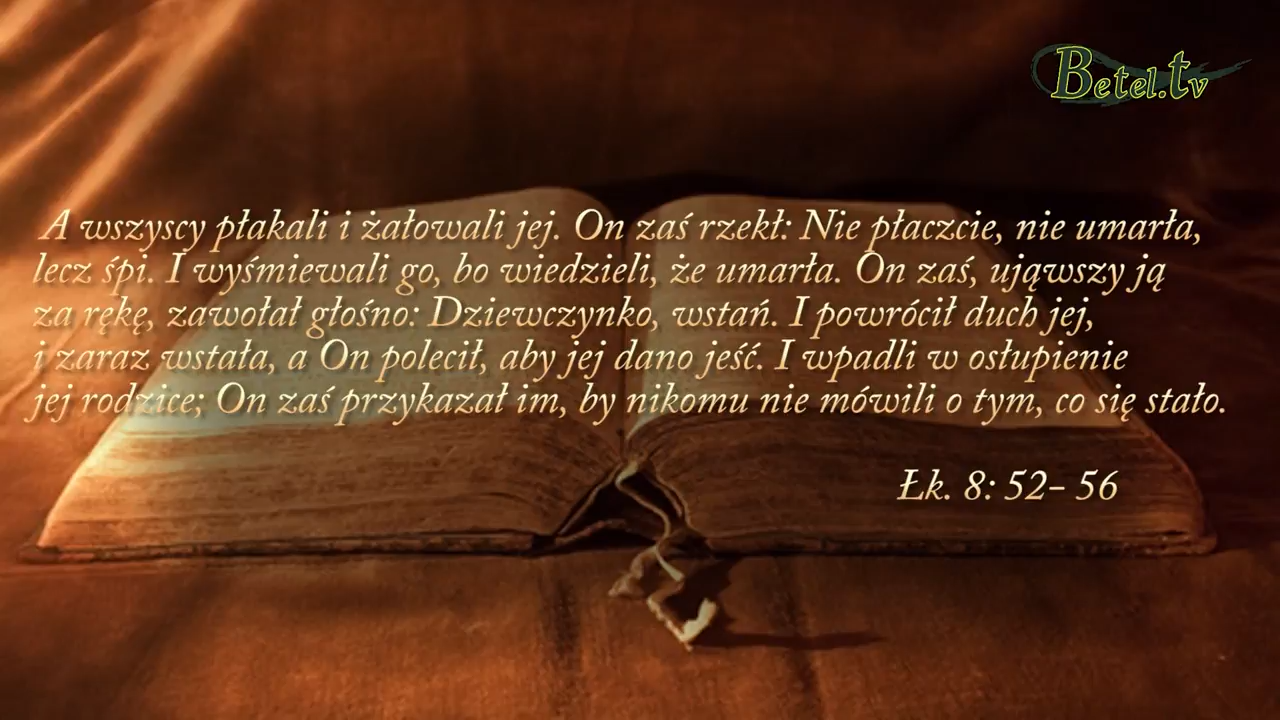 Betel.tv
A wszyscy płakali i żałowali jej. On zaś rzekł: Nie płaczcie, nie umarła,
lecz śpi. I wyśmiewali go, bo wiedzieli, że umarła. On zaś, ująwszy ją
za rękę, zawołał głośno: Dziewczynko, wstań. I powrócił duch jej,
i zaraz wstała, a On polecił, aby jej dano jeść. I wpadli w osłupienie
jej rodzice; On zaś przykazał im, by nikomu nie mówili o tym, co się stało.
Łk. 8: 52– 56